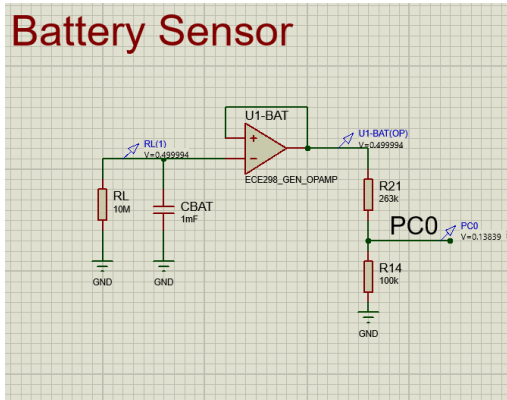 Battery Sensor
U1-BAT
+
−
ECE298_GEN_OPAMP
RL(1)
V=0.499994
U1-BAT(OP)
V=0.499994
RL
10M
CBAT
1mF
R21
263k
PC0
PC0
V=0.13839
R14
100k
GND
GND
GND